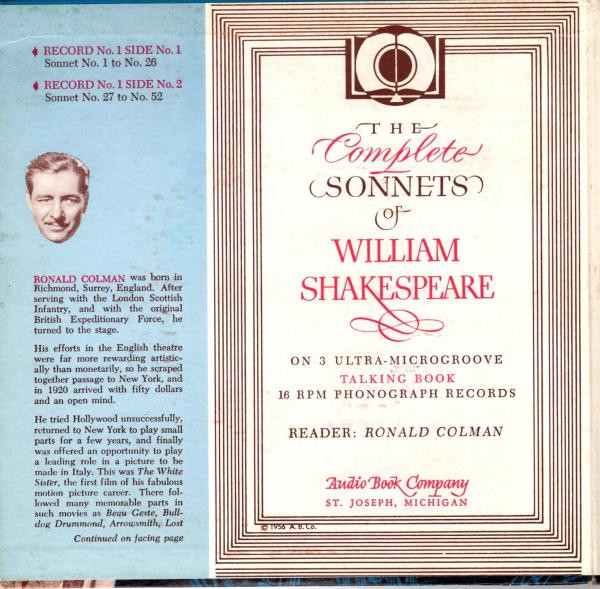 RECORD No. 1 SIDE No. 1
Sonnet No. 1 to No. 26
RECORD No. 1 SIDE No. 2
Sonnet No. 27 to No. 52
RONALD COLMAN was born in
Richmond, Surrey, England. After
serving with the London Scottish
Infantry, and with the original
British Expeditionary Force, he
turned to the stage.
His efforts in the English theatre
were far more rewarding artistic-
ally than monetarily, so he scraped
together passage to New York, and
in 1920 arrived with fifty dollars
and an open mind.
He tried Hollywood unsuccessfully,
returned to New York to play small
parts for a few years, and finally
was offered an opportunity to play
a leading role in a picture to be
made in Italy. This was The White
Sister, the first film of his fabulous
motion picture career. There fol-
lowed many memorable parts in
such movies as Beau Geste, Bull-
dog Drummond, Arrowsmith, Lost
Continued on facing page
THE
Complete
SONNETS
of
WILLIAM
SHAKESPEARE
ON 3 ULTRA-MICROGROOVE
TALKING BOOK
16 RPM PHONOGRAPH RECORDS
READER: RONALD COLMAN
Audio Book Company
ST. JOSEPH, MICHIGAN
© 1956 A. B. Co.